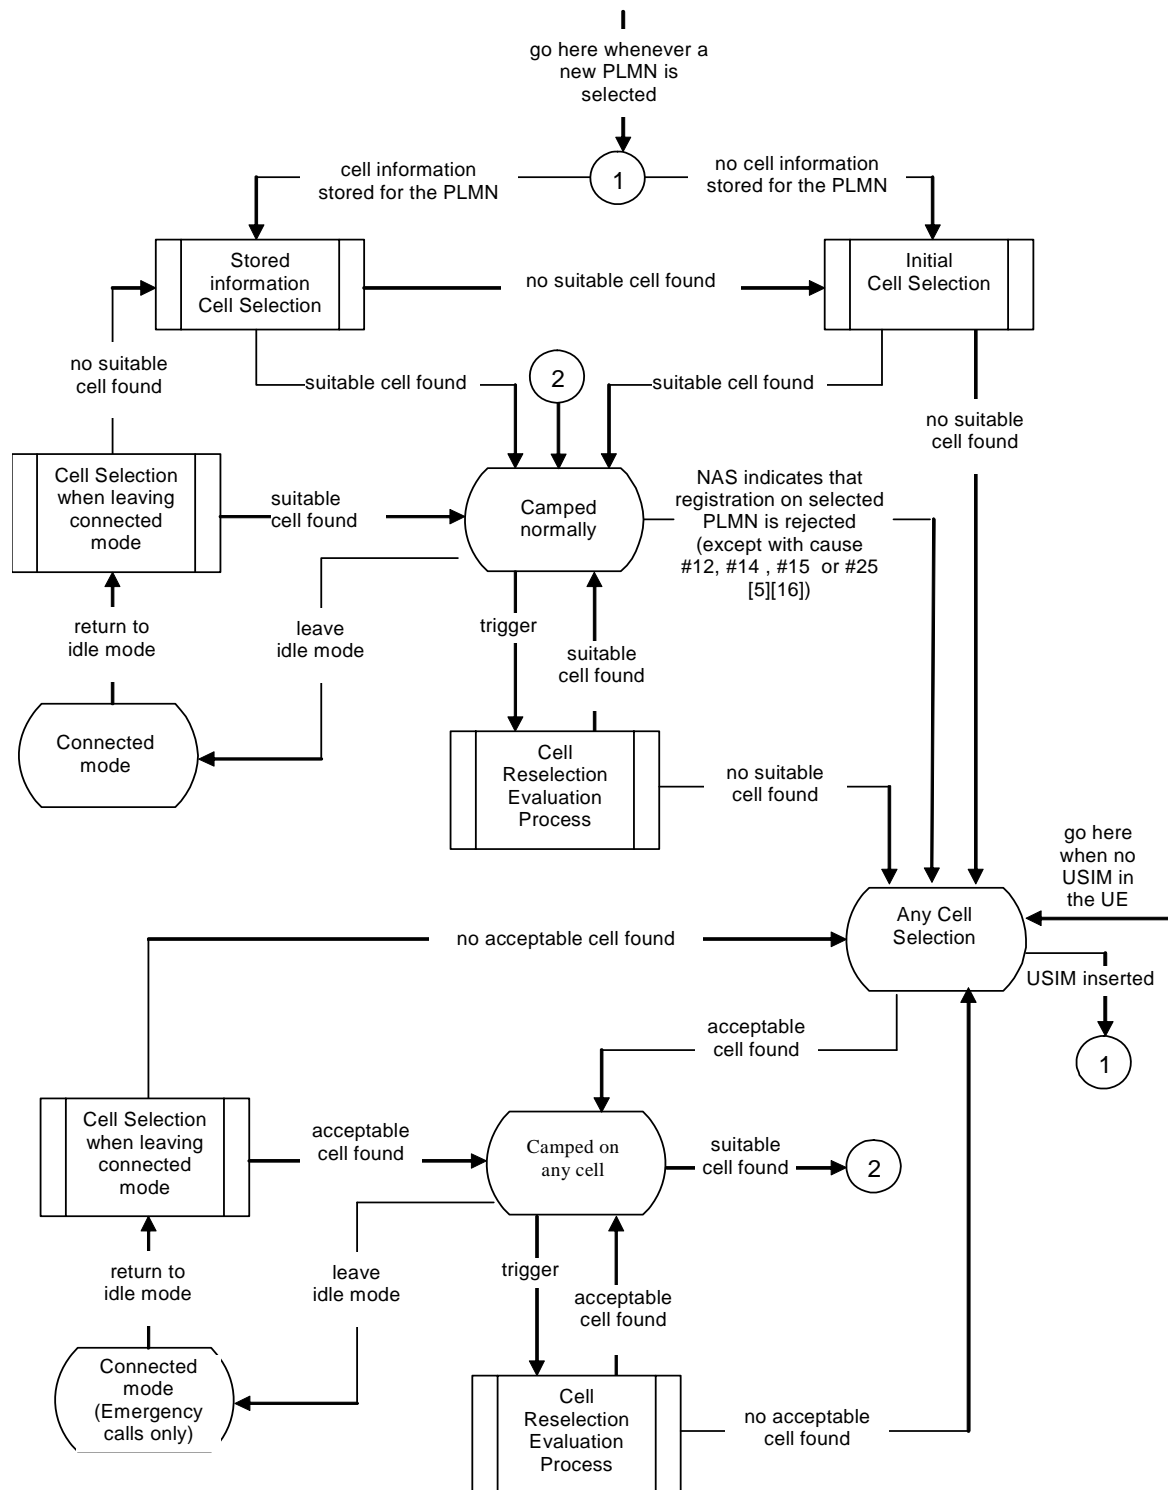 go here whenever a
new PLMN is
selected
cell information
stored for the PLMN
1
no cell information
stored for the PLMN
Stored
information
Cell Selection
no suitable cell found
Initial
Cell Selection
no suitable
cell found
suitable cell found
2
suitable cell found
no suitable
cell found
Cell Selection
when leaving
connected
mode
suitable
cell found
Camped
normally
NAS indicates that
registration on selected
PLMN is rejected
(except with cause
#12, #14 , #15 or #25
[5][16])
return to
idle mode
leave
idle mode
trigger
suitable
cell found
Connected
mode
Cell
Reselection
Evaluation
Process
no suitable
cell found
go here
when no
USIM in
the UE
Any Cell
Selection
no acceptable cell found
USIM inserted
acceptable
cell found
1
Cell Selection
when leaving
connected
mode
acceptable
cell found
Camped on
any cell
suitable
cell found
2
return to
idle mode
leave
idle mode
trigger
acceptable
cell found
Connected
mode
(Emergency
calls only)
Cell
Reselection
Evaluation
Process
no acceptable
cell found